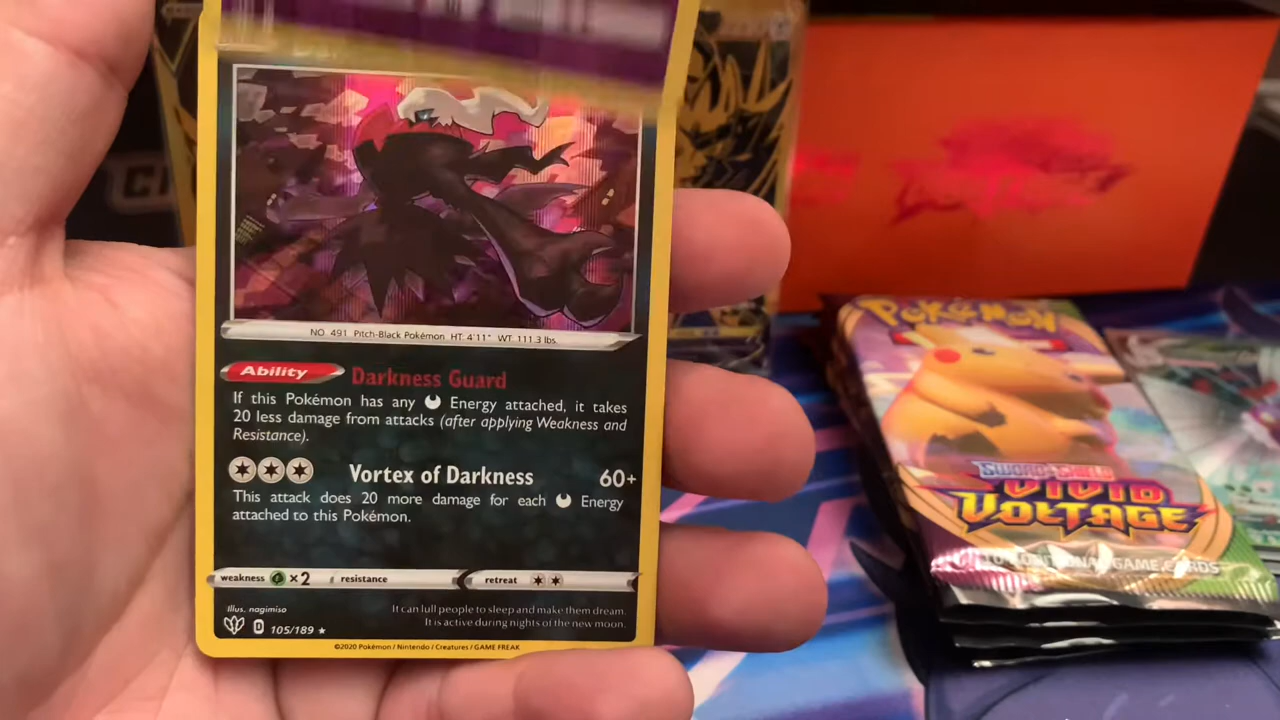 NO. 491 Pitch-Black Pokémon HT: 4'11" WT: 111.3 lbs.
Ability Darkness Guard
If this Pokémon has any Energy attached, it takes
20 less damage from attacks (after applying Weakness and
Resistance).
Vortex of Darkness 60+
This attack does 20 more damage for each Energy
attached to this Pokémon.
weakness ×2 resistance retreat
Illus. nagimiso
It can lull people to sleep and make them dream.
It is active during nights of the new moon.
D 105/189 ★
©2020 Pokémon / Nintendo / Creatures / GAME FREAK
POKÉMON
SWORD & SHIELD
VIVID
VOLTAGE
10 ADDITIONAL GAME CARDS